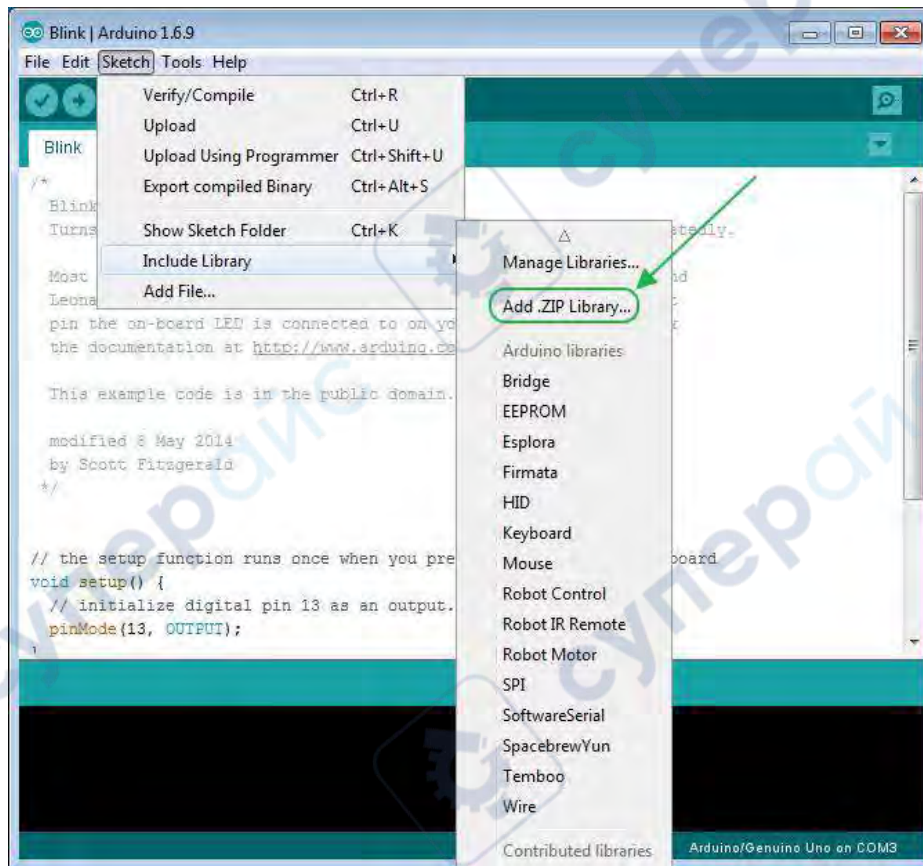 Blink | Arduino 1.6.9
File Edit Sketch Tools Help
Verify/Compile Ctrl+R
Upload Ctrl+U
Upload Using Programmer Ctrl+Shift+U
Export compiled Binary Ctrl+Alt+S
Show Sketch Folder Ctrl+K
Include Library
Add File...
Blink
Manage Libraries...
Add .ZIP Library...
Arduino libraries
Bridge
EEPROM
Esplora
Firmata
HID
Keyboard
Mouse
Robot Control
Robot IR Remote
Robot Motor
SPI
SoftwareSerial
SpacebrewYun
Temboo
Wire
Contributed libraries
/*
Blink
Turns
Most
pin the on-board LED is connected to on
the documentation at http://www.arduino.
This example code is in the public domain.
modified 8 May 2014
by Scott Fitzgerald
*/
// the setup function runs once when you board
void setup() {
// initialize digital pin 13 as an output.
pinMode(13, OUTPUT);
}
Arduino/Genuino Uno on COM3
суперайс
суперайс
суперайс